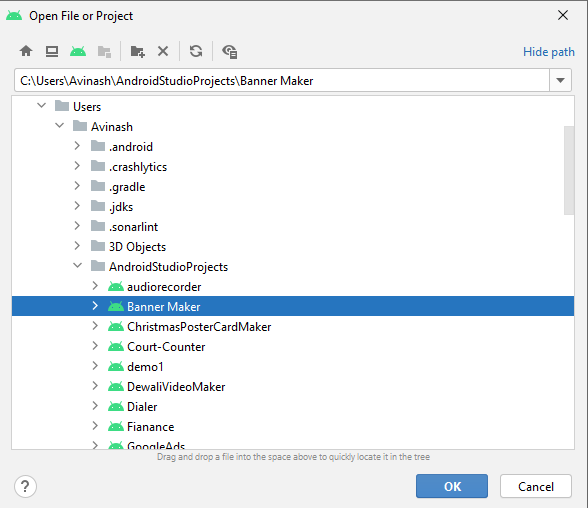 Open File or Project
Hide path
C:\Users\Avinash\AndroidStudioProjects\Banner Maker
Users
Avinash
.android
.crashlytics
.gradle
.jdks
.sonarlint
3D Objects
AndroidStudioProjects
audiorecorder
Banner Maker
ChristmasPosterCardMaker
Court-Counter
demo1
DewaliVideoMaker
Dialer
Fianance
GoogleAds
Drag and drop a file into the space above to quickly locate it in the tree
? OK Cancel